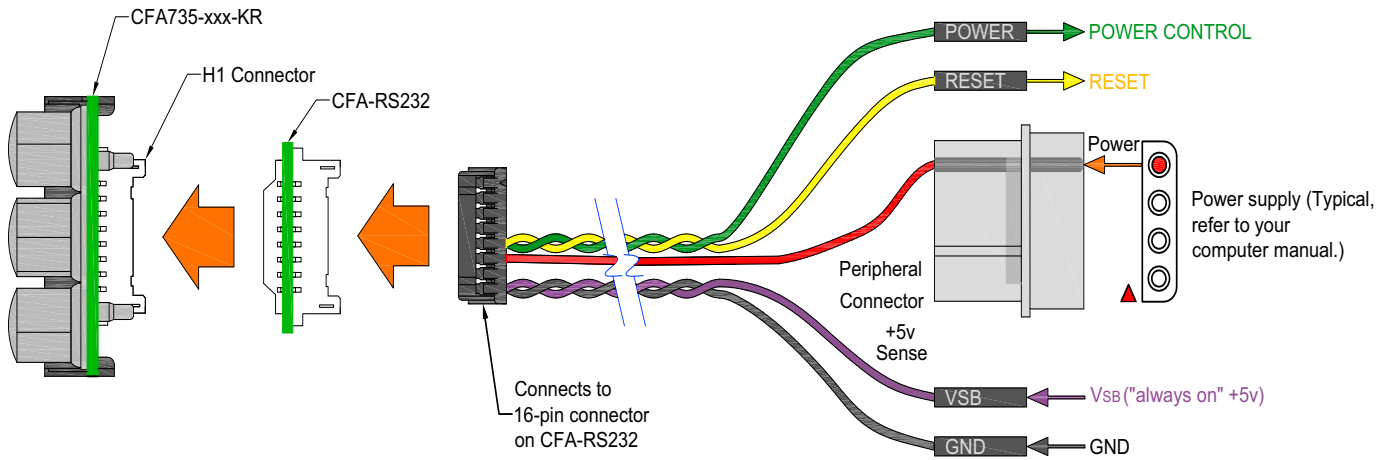 CFA735-xxx-KR
H1 Connector
CFA-RS232
POWER
POWER CONTROL
RESET
RESET
Power
Power supply (Typical,
refer to your
computer manual.)
Peripheral
Connector
+5v
Sense
Connects to
16-pin connector
on CFA-RS232
VSB
VSB ("always on" +5v)
GND
GND